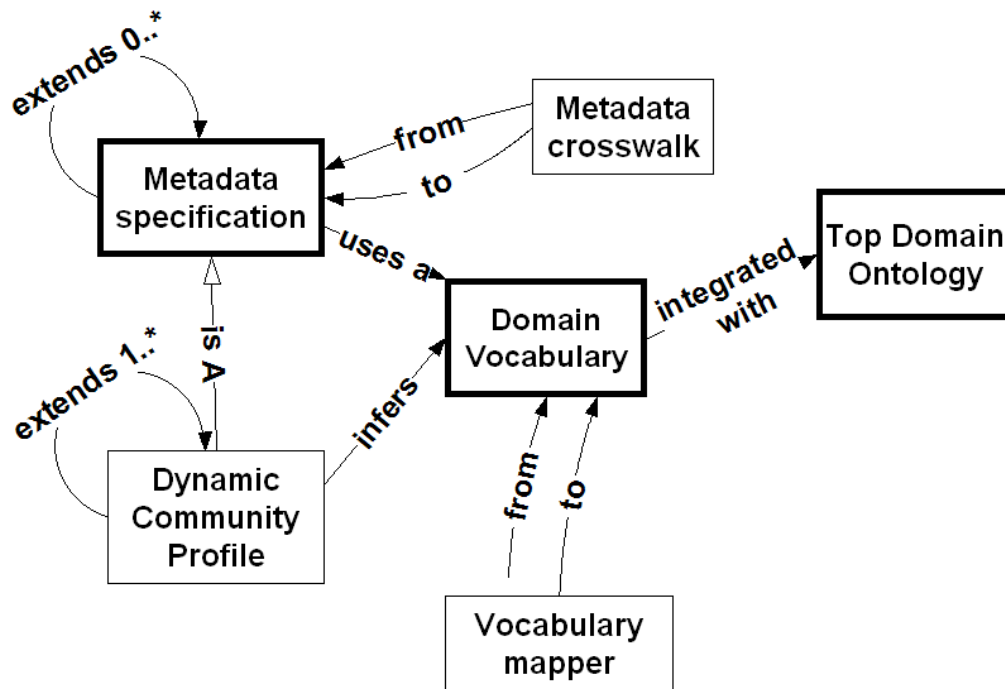 extends 0..*
Metadata
crosswalk
from
to
Metadata
specification
uses a
Top Domain
Ontology
integrated
with
Domain
Vocabulary
is A
extends 1..*
infers
Dynamic
Community
Profile
from
to
Vocabulary
mapper